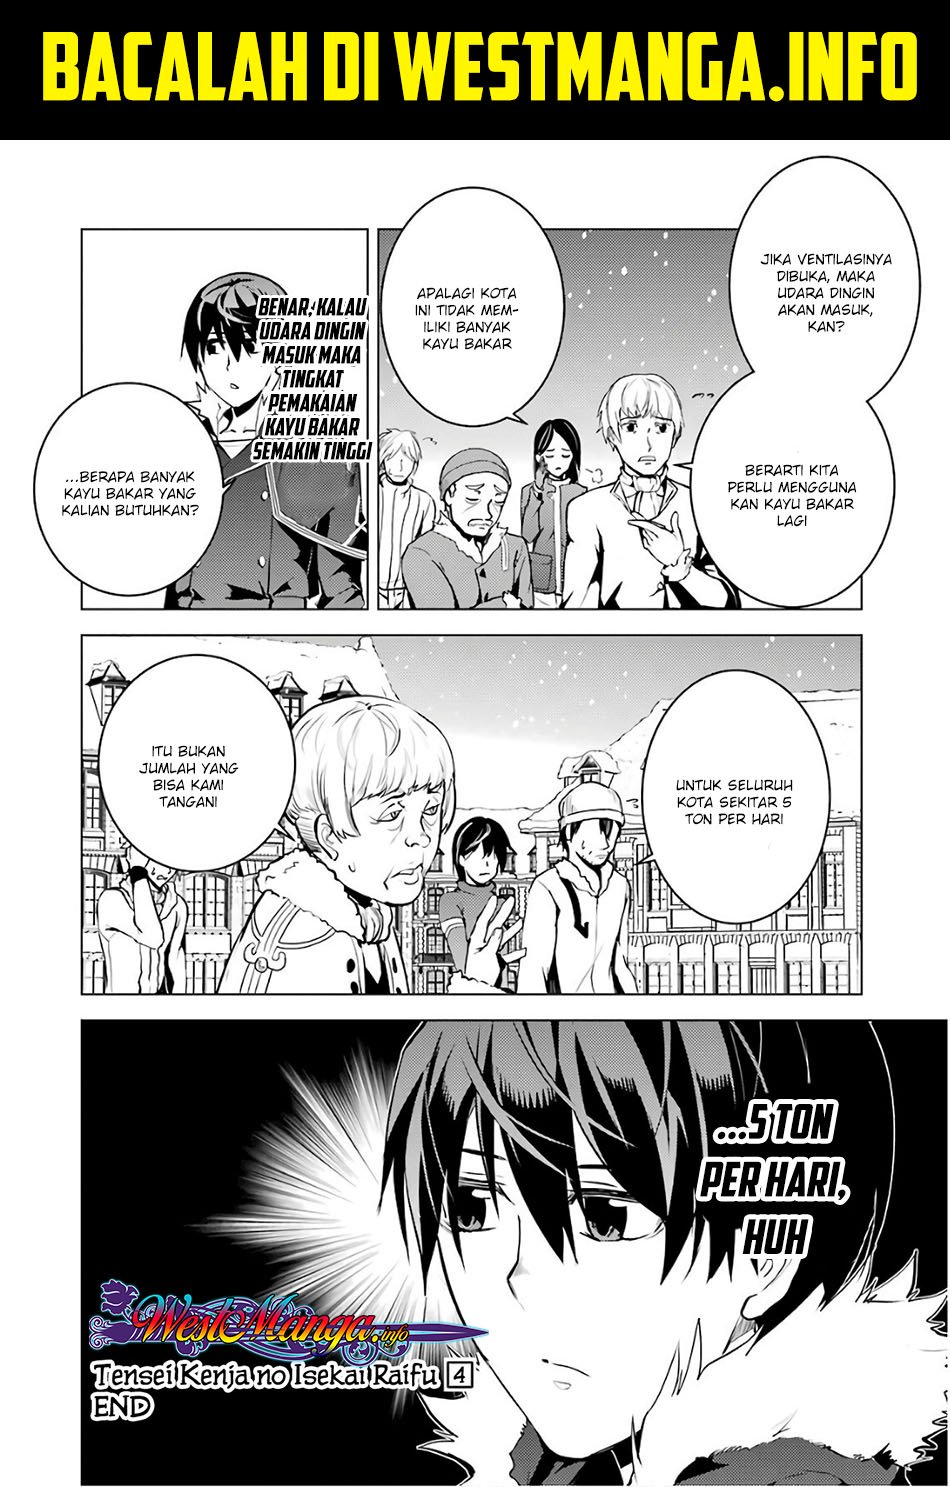 BACALAH DI WESTMANGA.INFO
JIKA VENTILASINYA
DIBUKA, MAKA
UDARA DINGIN
AKAN MASUK,
KAN?
BERARTI KITA
PERLU MENGGUNA
KAN KAYU BAKAR
LAGI
APALAGI KOTA
INI TIDAK MEM-
ILIKI BANYAK
KAYU BAKAR
BENAR, KALAU
UDARA DINGIN
MASUK MAKA
TINGKAT
PEMAKAIAN
KAYU BAKAR
SEMAKIN TINGGI
...BERAPA BANYAK
KAYU BAKAR YANG
KALIAN BUTUHKAN?
UNTUK SELURUH
KOTA SEKITAR 5
TON PER HARI
ITU BUKAN
JUMLAH YANG
BISA KAMI
TANGANI
...5 TON
PER HARI,
HUH
WestManga.info
Tensei Kenja no Isekai Raifu 4
END